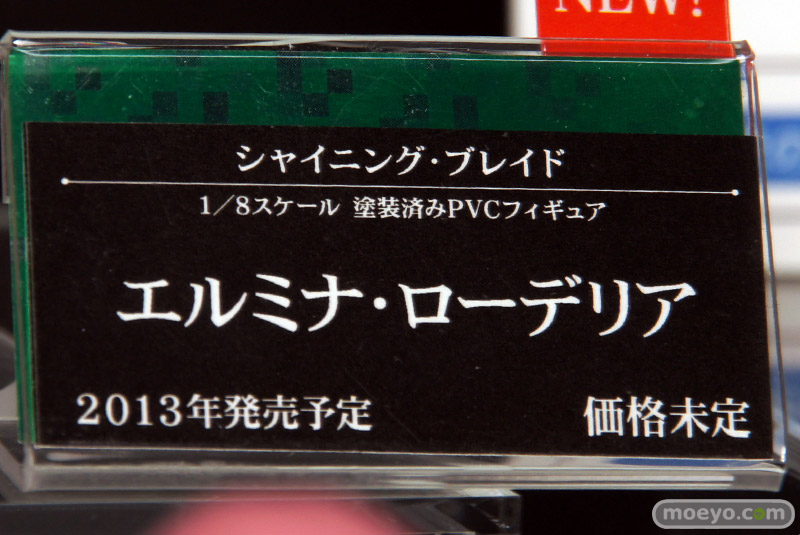 NEW!
シャイニング・ブレイド
1/8スケール 塗装済みPVCフィギュア
エルミナ・ローデリア
2013年発売予定 価格未定
moeyo.com